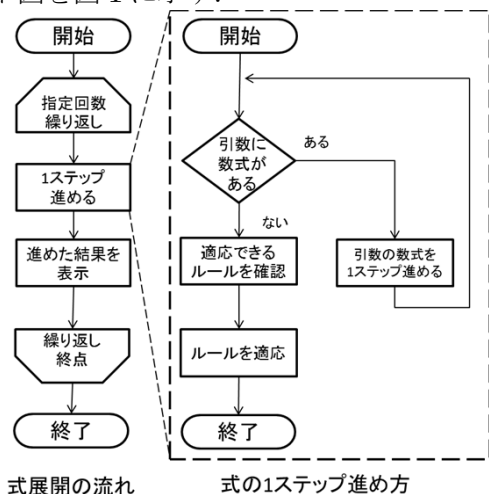 開始
指定回数
繰り返し
1ステップ
進める
進めた結果を
表示
繰り返し
終点
終了
式展開の流れ
開始
引数に
数式が
ある
ある
ない
引数の数式を
1ステップ進める
適応できる
ルールを確認
ルールを適応
終了
式の1ステップ進め方